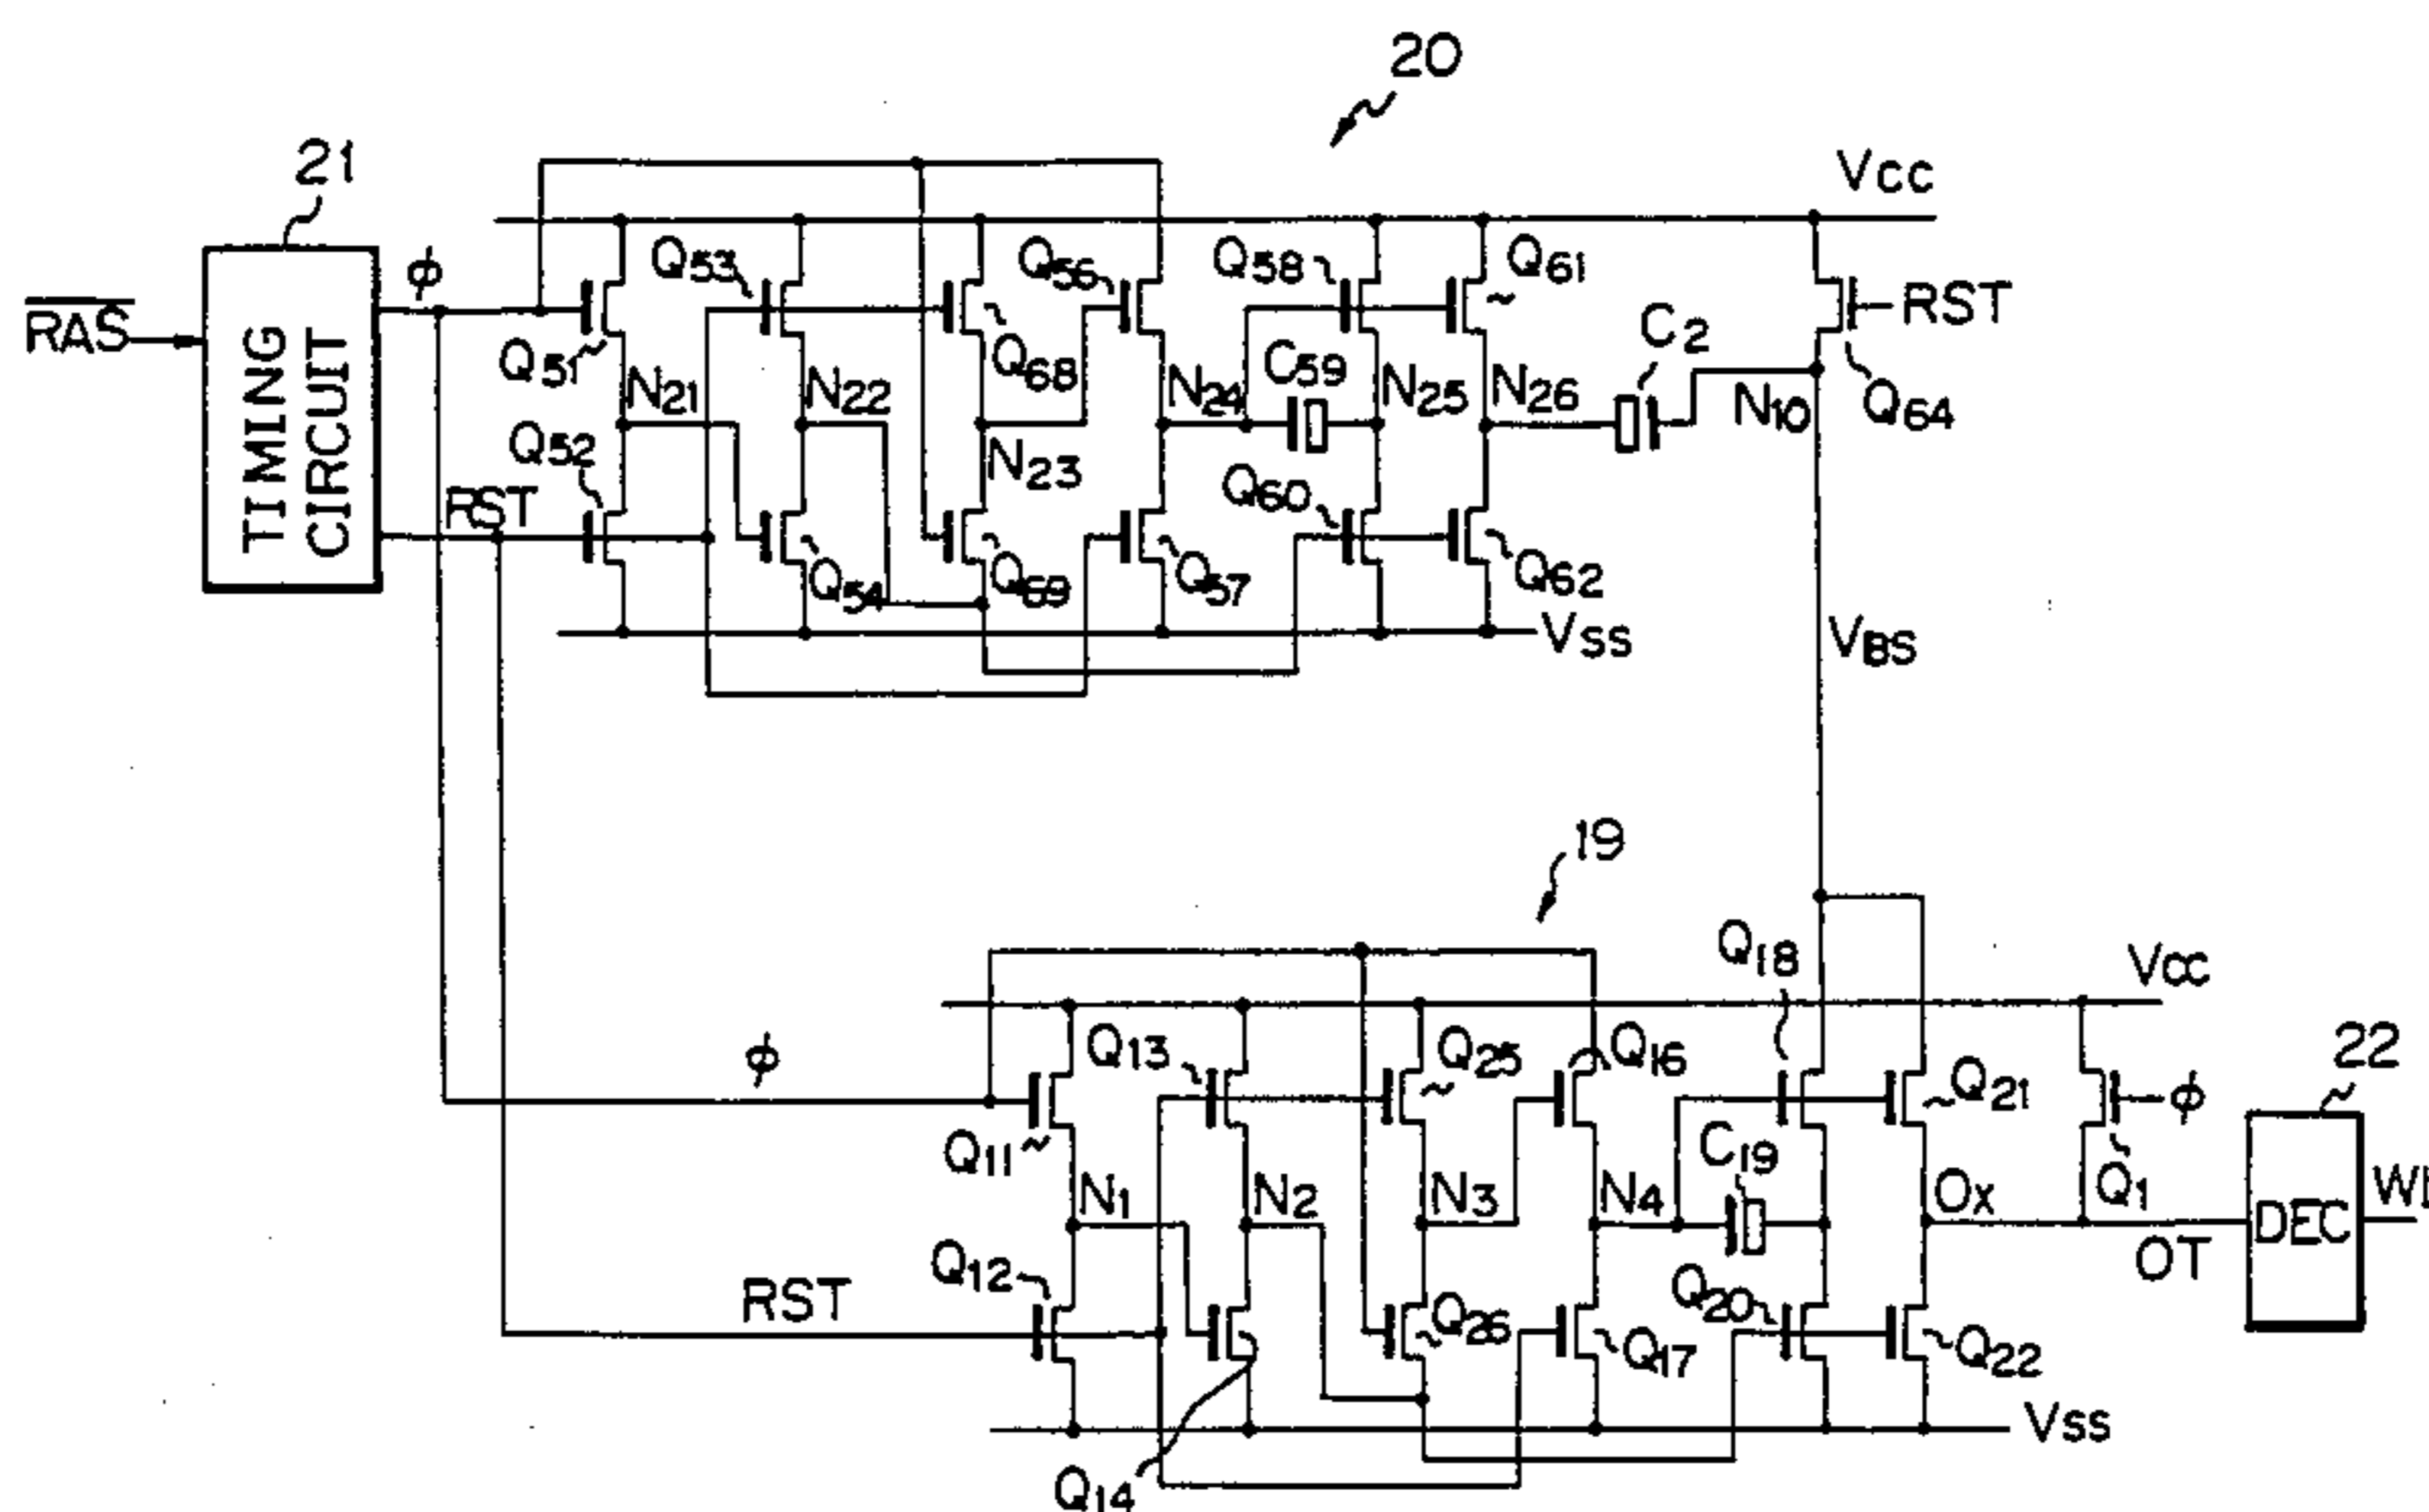 20
21
VCC
RAS
TIMING
CIRCUIT
ϕ
Q53
Q56
Q58
Q61
RST
Q51
Q68
C59
C2
N21
N22
N24
N25
N26
N10
Q64
Q52
N23
Q60
RST
Q54
Q69
Q57
Q62
VSS
VBS
19
Q18
VCC
ϕ
Q13
Q25
Q16
22
Q21
ϕ
Q11
C19
Q1
N1
N2
N3
N4
OX
DEC
Q12
OT
RST
Q26
Q17
Q20
Q22
VSS
Q14